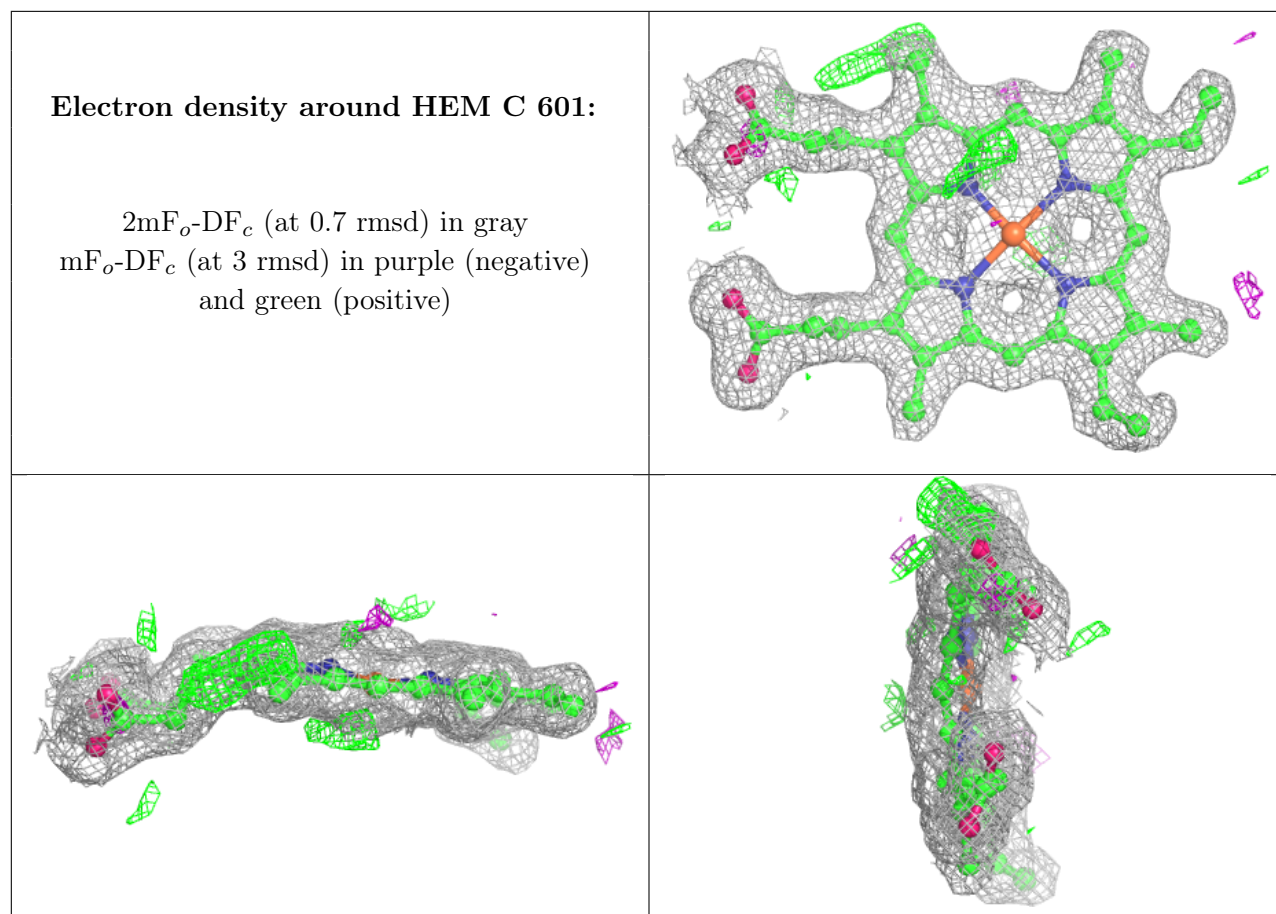 Electron density around HEM C 601:
2mFo-DFc (at 0.7 rmsd) in gray
mFo-DFc (at 3 rmsd) in purple (negative)
and green (positive)